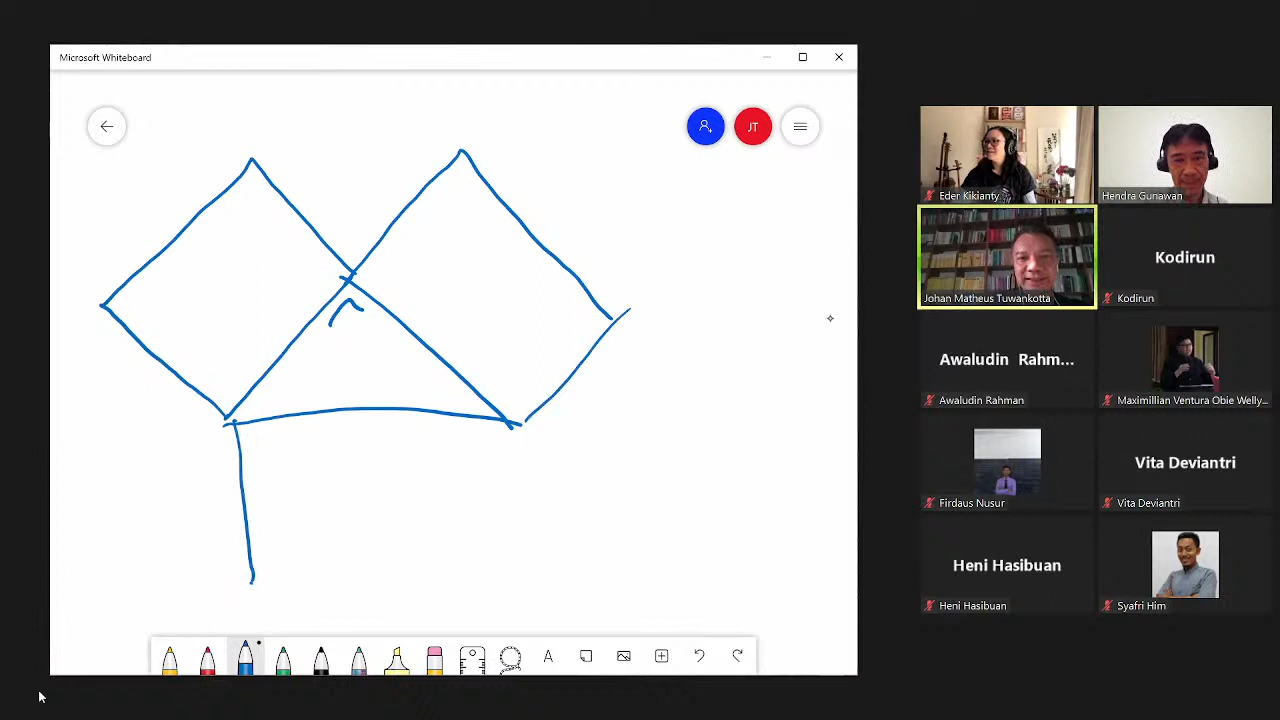 Microsoft Whiteboard
JT
Eder Kikianty
Hendra Gunawan
Johan Matheus Tuwankotta
Kodirun
Kodirun
Awaludin Rahm...
Awaludin Rahman
Maximillian Ventura Obie Welly...
Firdaus Nusur
Vita Deviantri
Vita Deviantri
Heni Hasibuan
Heni Hasibuan
Syafri Him
A